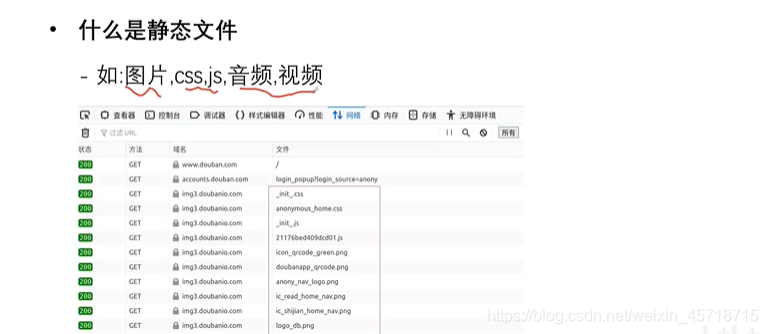 • 什么是静态文件
- 如:图片,css,js,音频,视频
查看器 控制台 调试器 样式编辑器 性能 网络 内存 存储 无障碍环境
过滤 URL 所有
状态 方法 域名 文件
200 GET www.douban.com /
200 GET accounts.douban.com login_popup?login_source=anony
200 GET img3.doubanio.com _init_.css
200 GET img3.doubanio.com anonymous_home.css
200 GET img3.doubanio.com _init_.js
200 GET img3.doubanio.com 21176bed409dcd01.js
200 GET img3.doubanio.com icon_qrcode_green.png
200 GET img3.doubanio.com doubanapp_qrcode.png
200 GET img3.doubanio.com anony_nav_logo.png
200 GET img3.doubanio.com ic_read_home_nav.png
200 GET img3.doubanio.com ic_shijian_home_nav.png
200 GET img3.doubanio.com logo_db.png
https://blog.csdn.net/weixin_45718715